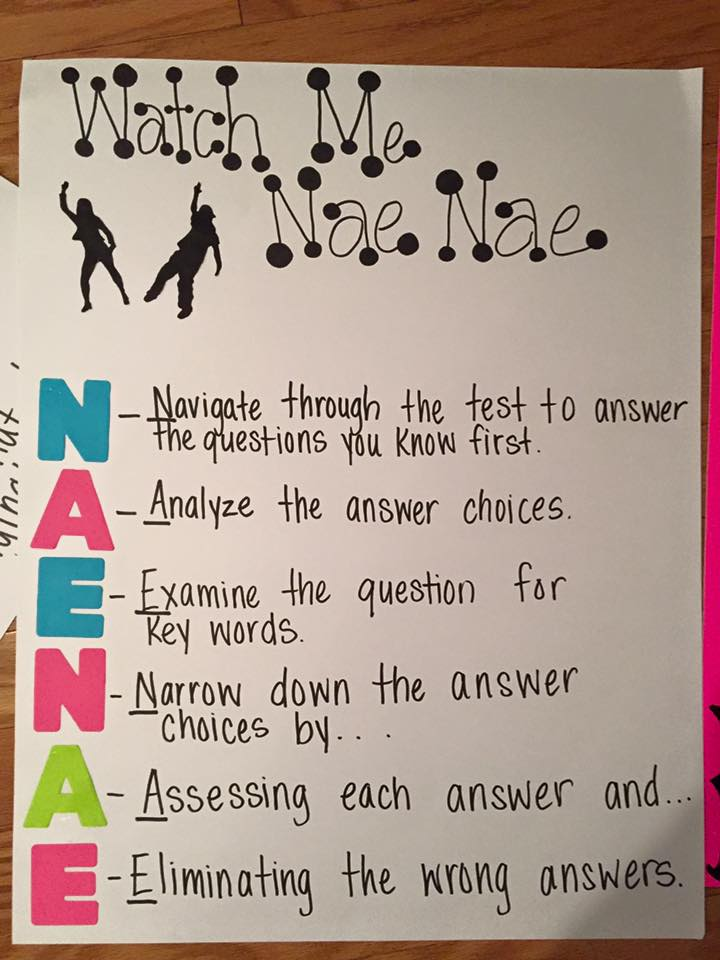 Watch Me
Nae Nae
N - Navigate through the test to answer
the questions you know first.
A - Analyze the answer choices.
E - Examine the question for
key words.
N - Narrow down the answer
choices by...
A - Assessing each answer and...
E - Eliminating the wrong answers.